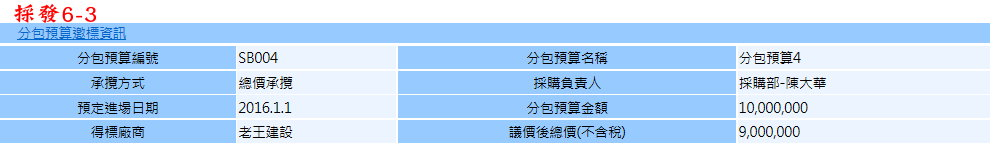 採發6-3
分包預算邀標資訊
分包預算編號 SB004 分包預算名稱 分包預算4
承攬方式 總價承攬 採購負責人 採購部-陳大華
預定進場日期 2016.1.1 分包預算金額 10,000,000
得標廠商 老王建設 議價後總價(不含稅) 9,000,000